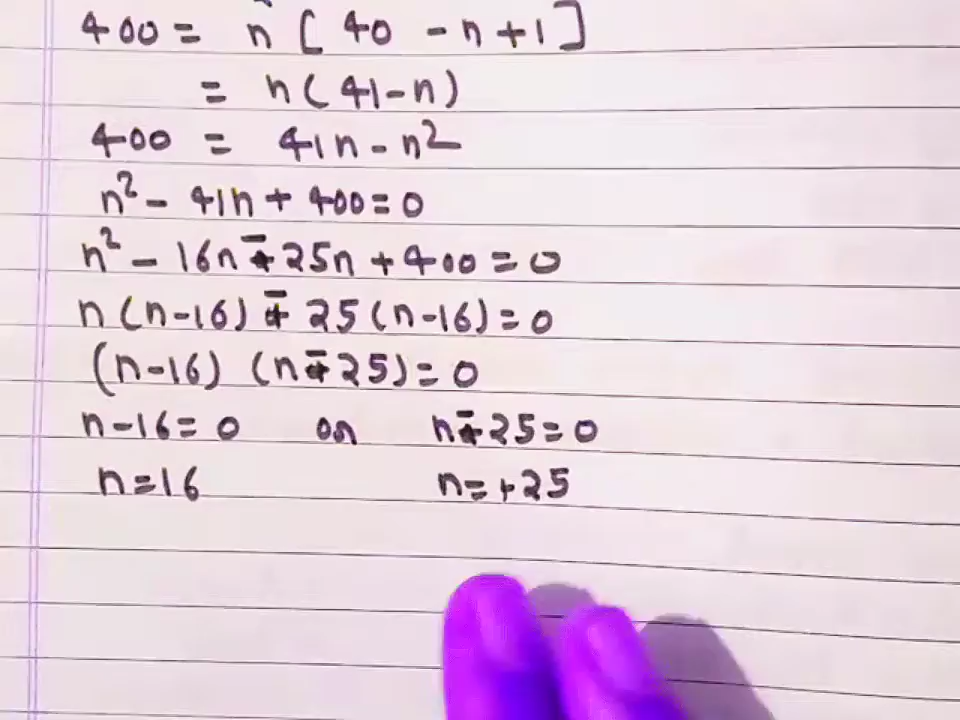 400 = n [ 40 - n + 1 ]
= n ( 41 - n )
400 = 41n - n²
n² - 41n + 400 = 0
n² - 16n - 25n + 400 = 0
n ( n - 16 ) - 25 ( n - 16 ) = 0
( n - 16 ) ( n - 25 ) = 0
n - 16 = 0 or n - 25 = 0
n = 16 n = + 25